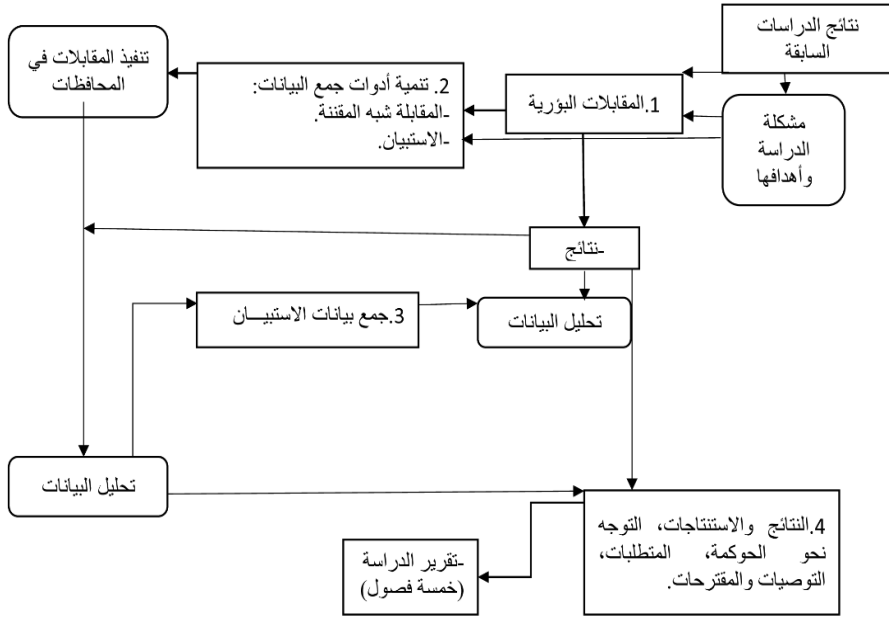 نتائج الدراسات
السابقة
مشكلة
الدراسة
وأهدافها
1.المقابلات البؤرية
2. تنمية أدوات جمع البيانات:
-المقابلة شبه المقننة.
-الاستبيان.
تنفيذ المقابلات في
المحافظات
-نتائج
تحليل البيانات
3.جمع بيانات الاستبيـــان
تحليل البيانات
4.النتائج والاستنتاجات، التوجه
نحو الحوكمة، المتطلبات،
التوصيات والمقترحات.
-تقرير الدراسة
(خمسة فصول)